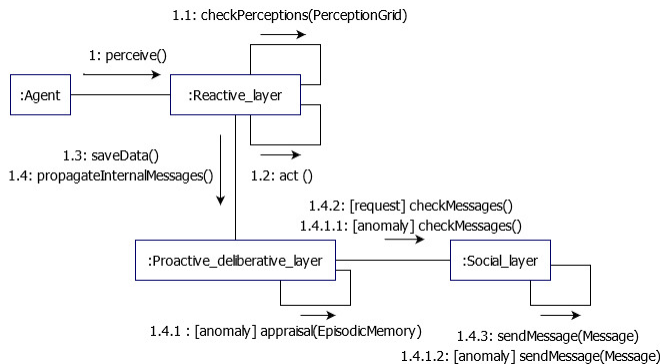 1.1: checkPerceptions(PerceptionGrid)
1: perceive()
:Agent
:Reactive_layer
1.3: saveData()
1.4: propagateInternalMessages()
1.2: act ()
1.4.2: [request] checkMessages()
1.4.1.1: [anomaly] checkMessages()
:Proactive_deliberative_layer
:Social_layer
1.4.1 : [anomaly] appraisal(EpisodicMemory)
1.4.3: sendMessage(Message)
1.4.1.2: [anomaly] sendMessage(Message)